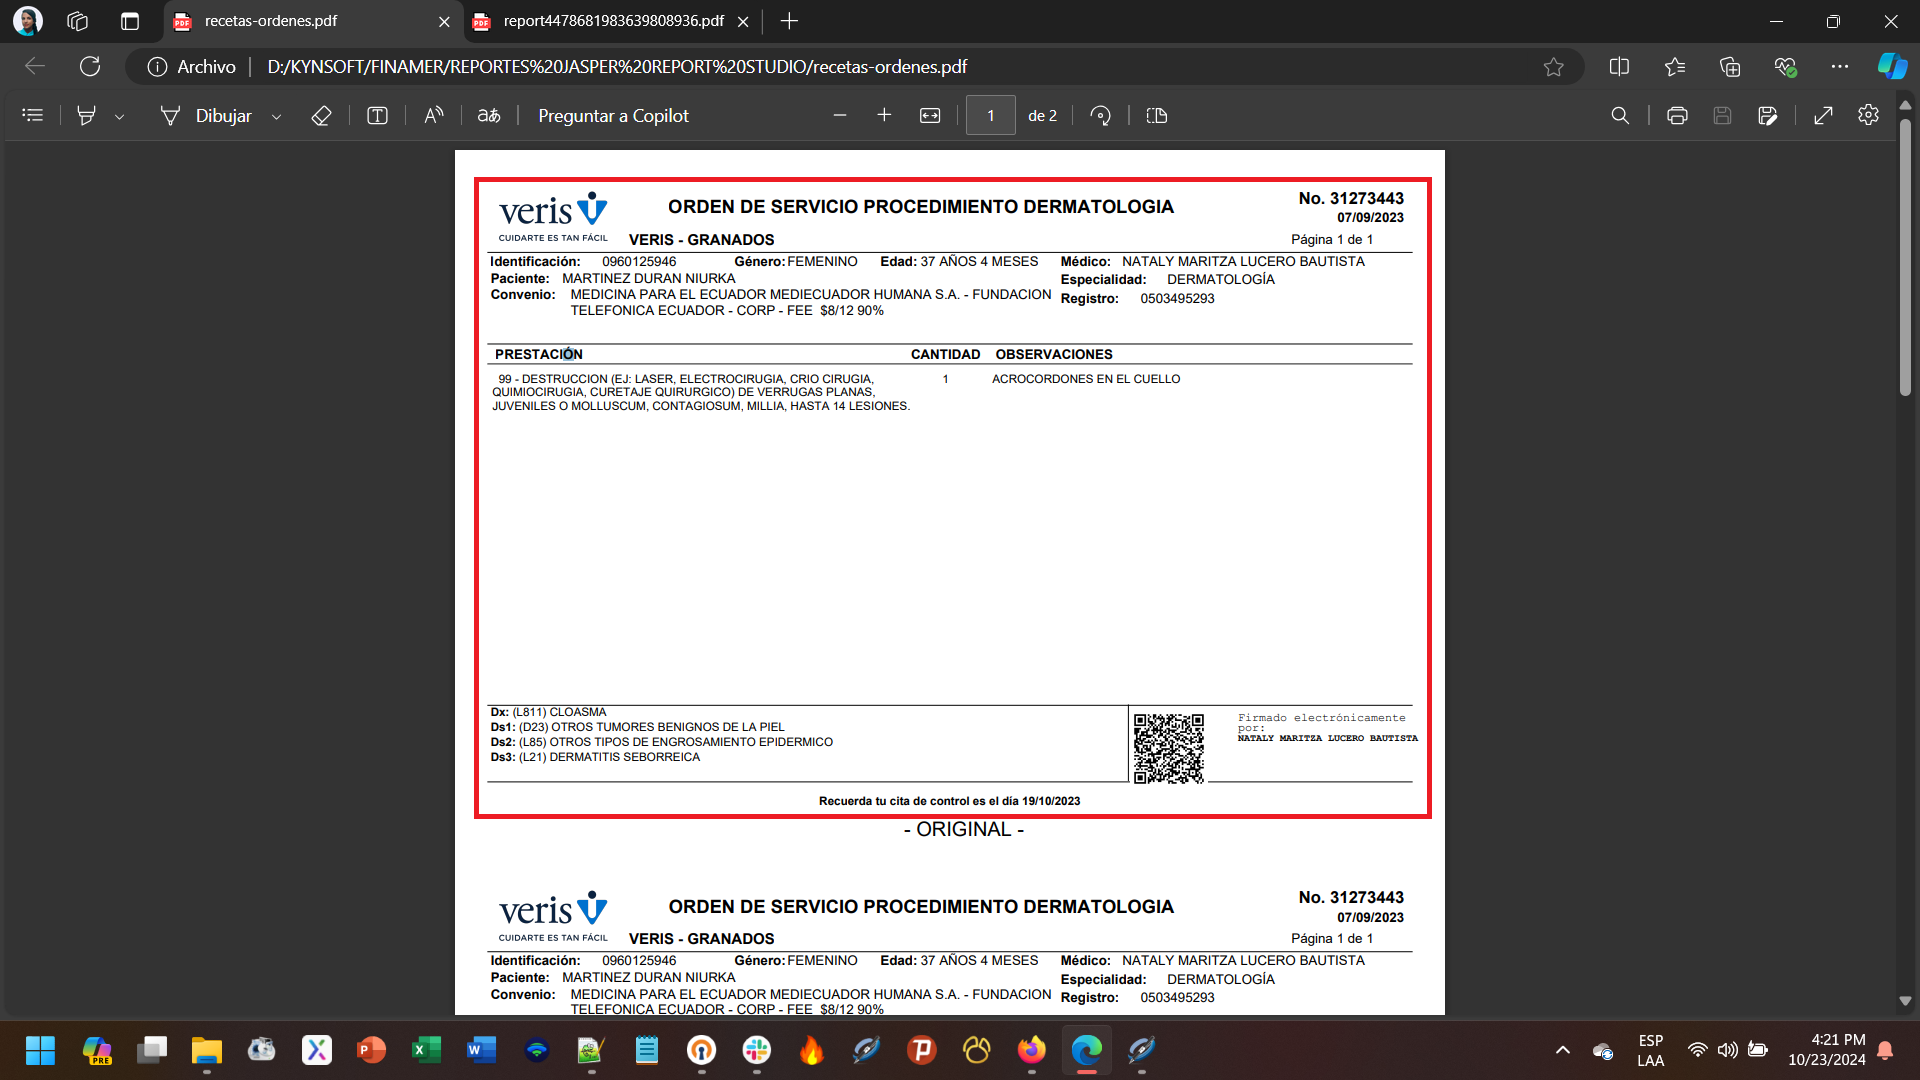 recetas-ordenes.pdf
report4478681983639808936.pdf
Archivo
D:/KYNSOFT/FINAMER/REPORTES%20JASPER%20REPORT%20STUDIO/recetas-ordenes.pdf
Dibujar
Preguntar a Copilot
1
de 2
veris
CUIDARTE ES TAN FÁCIL
ORDEN DE SERVICIO PROCEDIMIENTO DERMATOLOGIA
No. 31273443
07/09/2023
VERIS - GRANADOS
Página 1 de 1
Identificación: 0960125946 Género: FEMENINO Edad: 37 AÑOS 4 MESES Médico: NATALY MARITZA LUCERO BAUTISTA
Paciente: MARTINEZ DURAN NIURKA Especialidad: DERMATOLOGÍA
Convenio: MEDICINA PARA EL ECUADOR MEDIECUADOR HUMANA S.A. - FUNDACION Registro: 0503495293
TELEFONICA ECUADOR - CORP - FEE $8/12 90%
PRESTACIÓN CANTIDAD OBSERVACIONES
99 - DESTRUCCION (EJ: LASER, ELECTROCIRUGIA, CRIO CIRUGIA, 1 ACROCORDONES EN EL CUELLO
QUIMIOCIRUGIA, CURETAJE QUIRURGICO) DE VERRUGAS PLANAS,
JUVENILES O MOLLUSCUM, CONTAGIOSUM, MILLIA, HASTA 14 LESIONES.
Dx: (L811) CLOASMA
Ds1: (D23) OTROS TUMORES BENIGNOS DE LA PIEL
Ds2: (L85) OTROS TIPOS DE ENGROSAMIENTO EPIDERMICO
Ds3: (L21) DERMATITIS SEBORREICA
Firmado electrónicamente
por:
NATALY MARITZA LUCERO BAUTISTA
Recuerda tu cita de control es el día 19/10/2023
- ORIGINAL -
veris
CUIDARTE ES TAN FÁCIL
ORDEN DE SERVICIO PROCEDIMIENTO DERMATOLOGIA
No. 31273443
07/09/2023
VERIS - GRANADOS
Página 1 de 1
Identificación: 0960125946 Género: FEMENINO Edad: 37 AÑOS 4 MESES Médico: NATALY MARITZA LUCERO BAUTISTA
Paciente: MARTINEZ DURAN NIURKA Especialidad: DERMATOLOGÍA
Convenio: MEDICINA PARA EL ECUADOR MEDIECUADOR HUMANA S.A. - FUNDACION Registro: 0503495293
TELEFONICA ECUADOR - CORP - FEE $8/12 90%
ESP
LAA
4:21 PM
10/23/2024